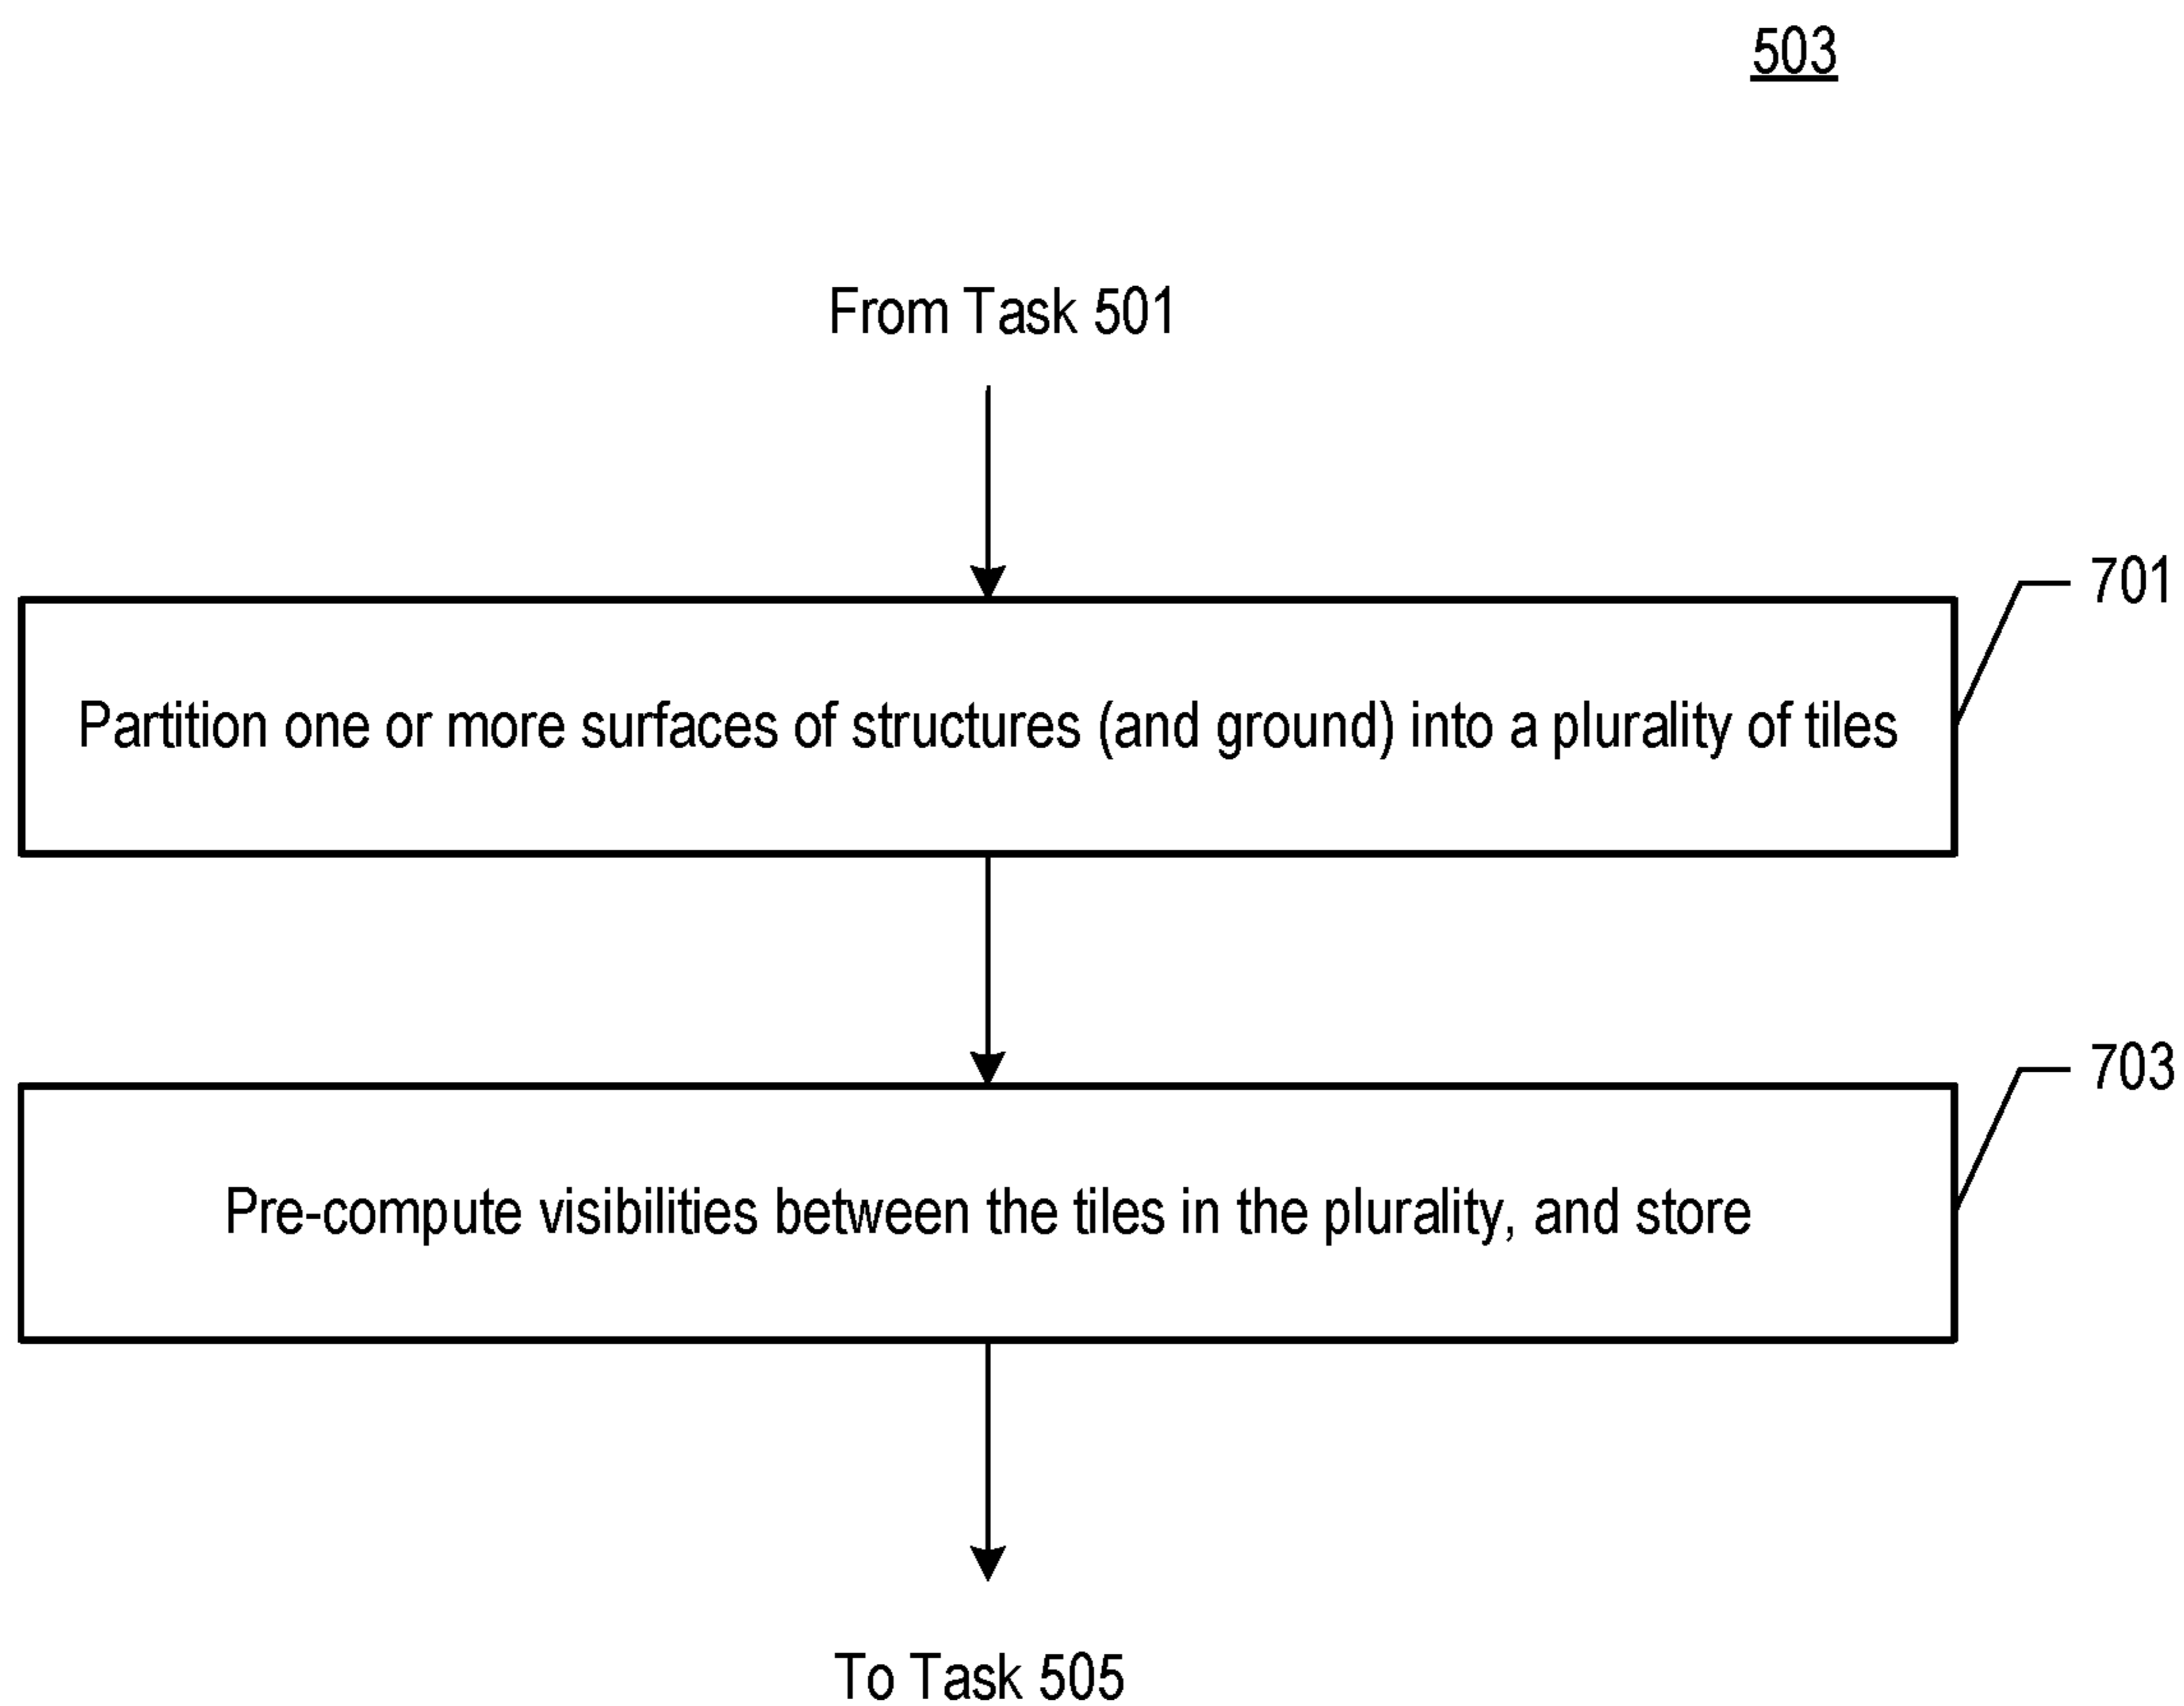 503
From Task 501
701
Partition one or more surfaces of structures (and ground) into a plurality of tiles
703
Pre-compute visibilities between the tiles in the plurality, and store
To Task 505